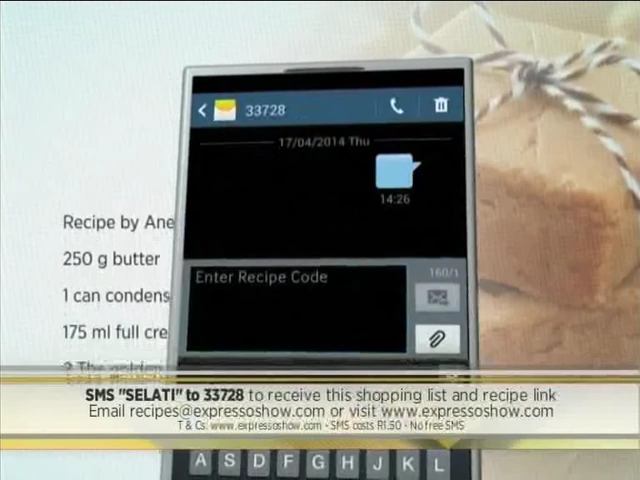 33728
17/04/2014 Thu
14:26
Recipe by Ane
250 g butter
1 can condens
175 ml full cre
Enter Recipe Code
160/1
SMS "SELATI" to 33728 to receive this shopping list and recipe link
Email recipes@expressoshow.com or visit www.expressoshow.com
T & Cs: www.expressoshow.com - SMS costs R1.50 - No free SMS
A S D F G H J K L